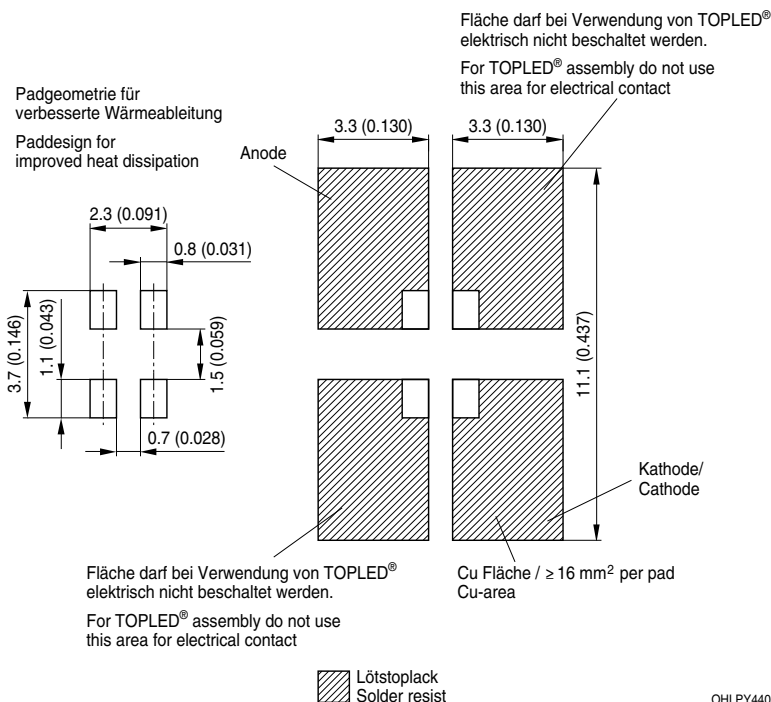 Fläche darf bei Verwendung von TOPLED®
elektrisch nicht beschaltet werden.
For TOPLED® assembly do not use
this area for electrical contact
Padgeometrie für
verbesserte Wärmeableitung
Paddesign for
improved heat dissipation
Anode
3.3 (0.130)
3.3 (0.130)
2.3 (0.091)
0.8 (0.031)
3.7 (0.146)
1.1 (0.043)
1.5 (0.059)
0.7 (0.028)
11.1 (0.437)
Kathode/
Cathode
Fläche darf bei Verwendung von TOPLED®
elektrisch nicht beschaltet werden.
For TOPLED® assembly do not use
this area for electrical contact
Cu Fläche / ≥ 16 mm² per pad
Cu-area
Lötstoplack
Solder resist
OHLPY440